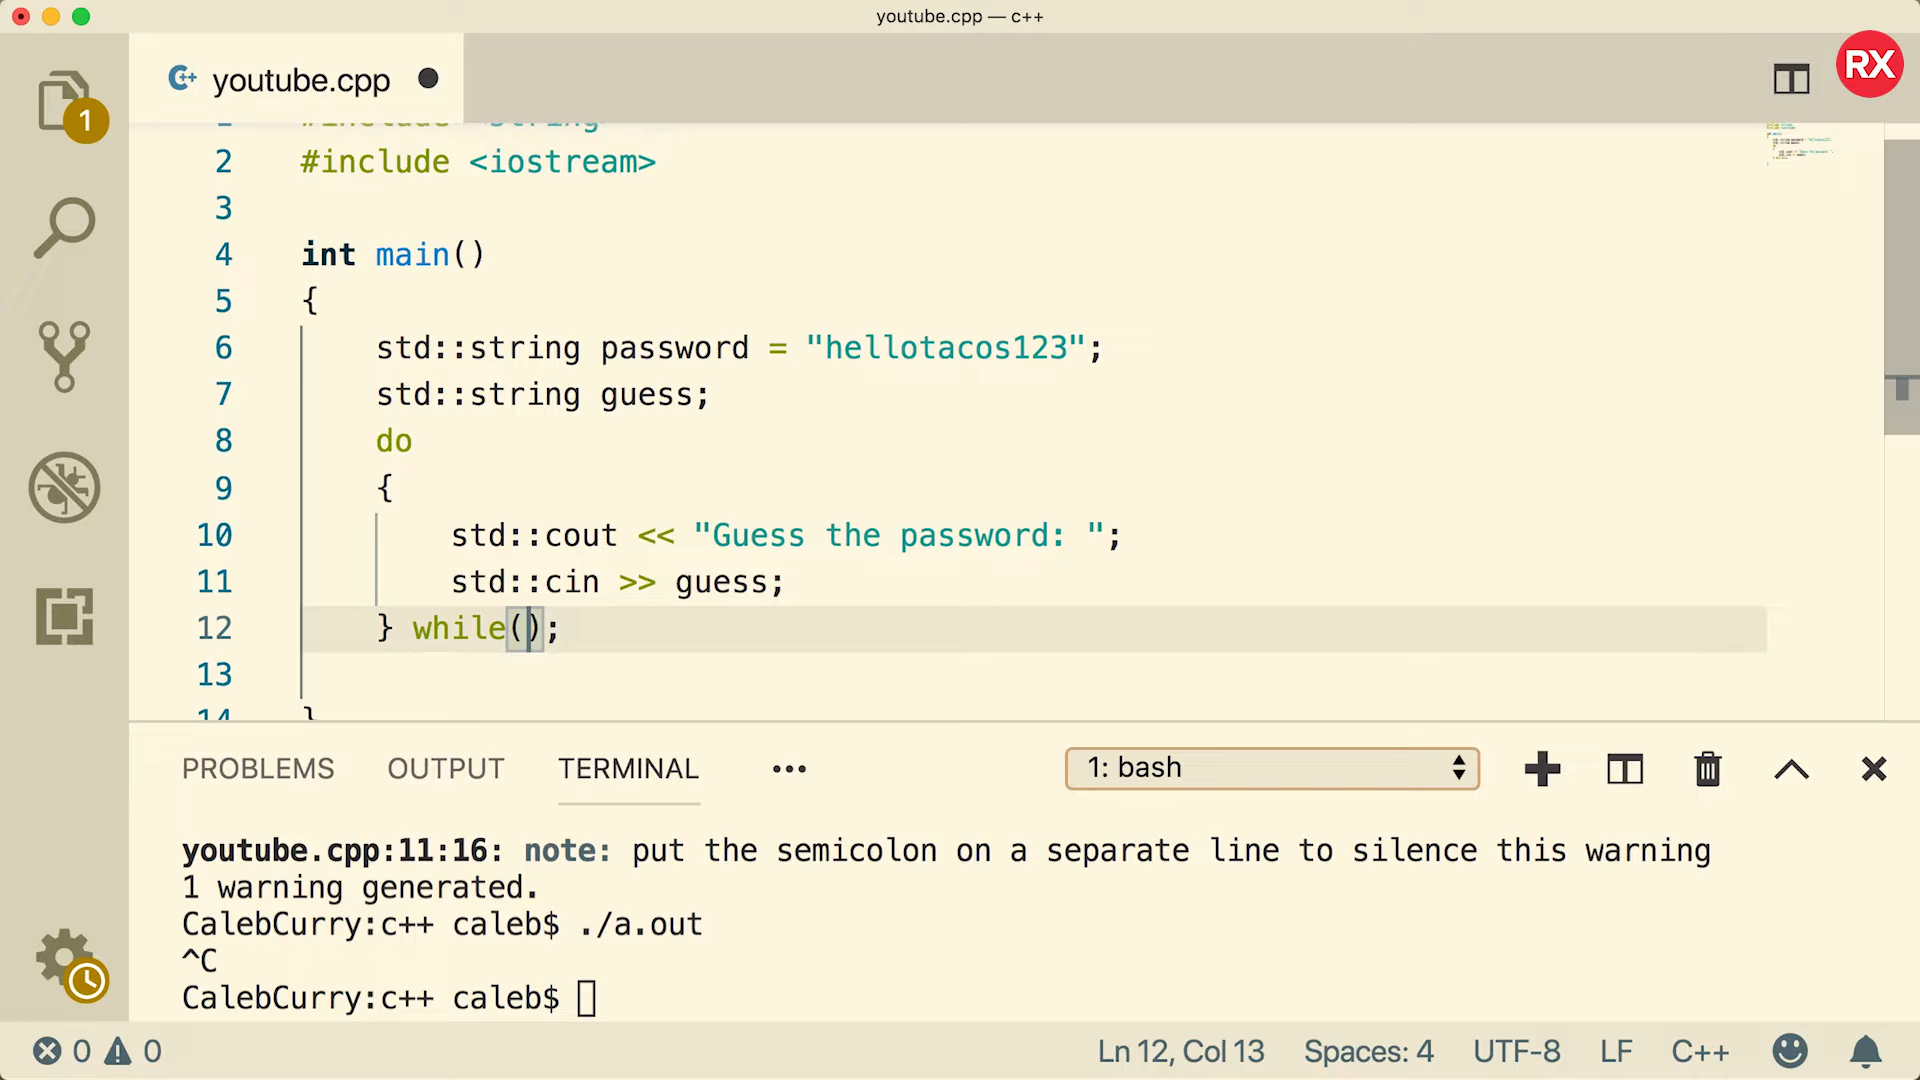 youtube.cpp — c++
RX
1
youtube.cpp
1 #include <string>
2 #include <iostream>
3
4 int main()
5 {
6 std::string password = "hellotacos123";
7 std::string guess;
8 do
9 {
10 std::cout << "Guess the password: ";
11 std::cin >> guess;
12 } while();
13
14 }
PROBLEMS OUTPUT TERMINAL ••• 1: bash
youtube.cpp:11:16: note: put the semicolon on a separate line to silence this warning
1 warning generated.
CalebCurry:c++ caleb$ ./a.out
^C
CalebCurry:c++ caleb$
0 0 Ln 12, Col 13 Spaces: 4 UTF-8 LF C++